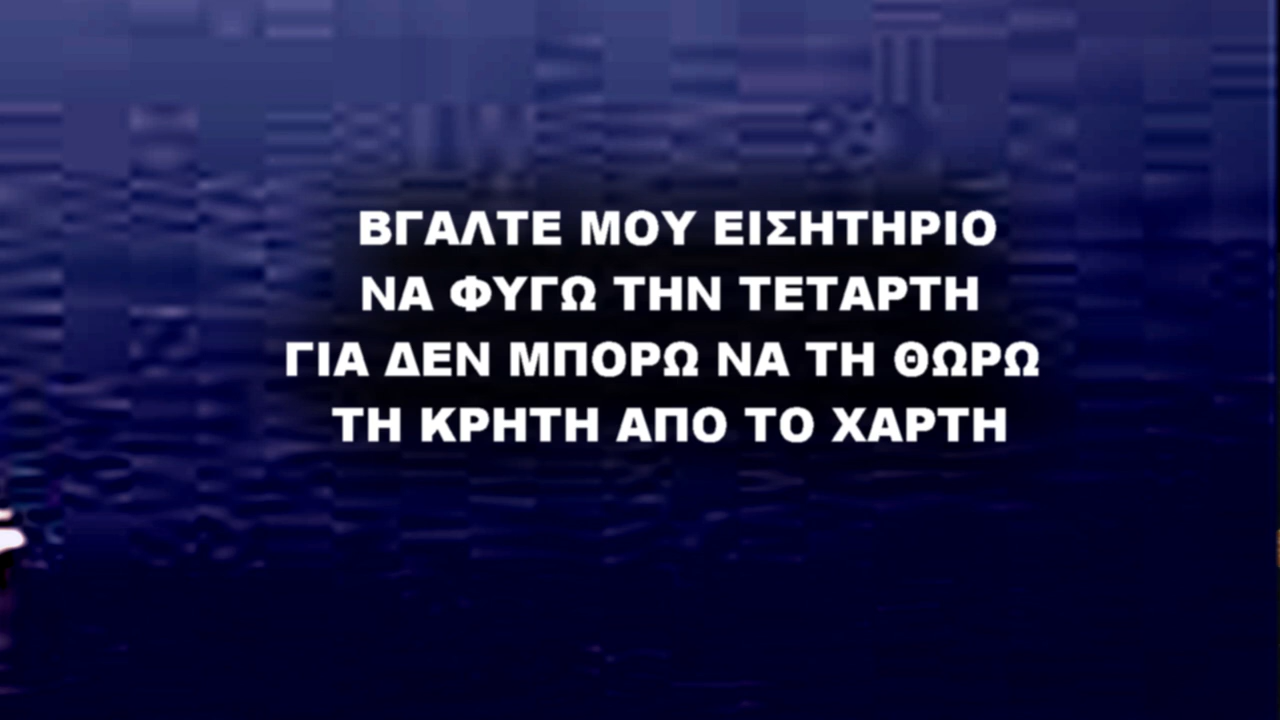 ΒΓΑΛΤΕ ΜΟΥ ΕΙΣΗΤΗΡΙΟ
ΝΑ ΦΥΓΩ ΤΗΝ ΤΕΤΑΡΤΗ
ΓΙΑ ΔΕΝ ΜΠΟΡΩ ΝΑ ΤΗ ΘΩΡΩ
ΤΗ ΚΡΗΤΗ ΑΠΟ ΤΟ ΧΑΡΤΗ